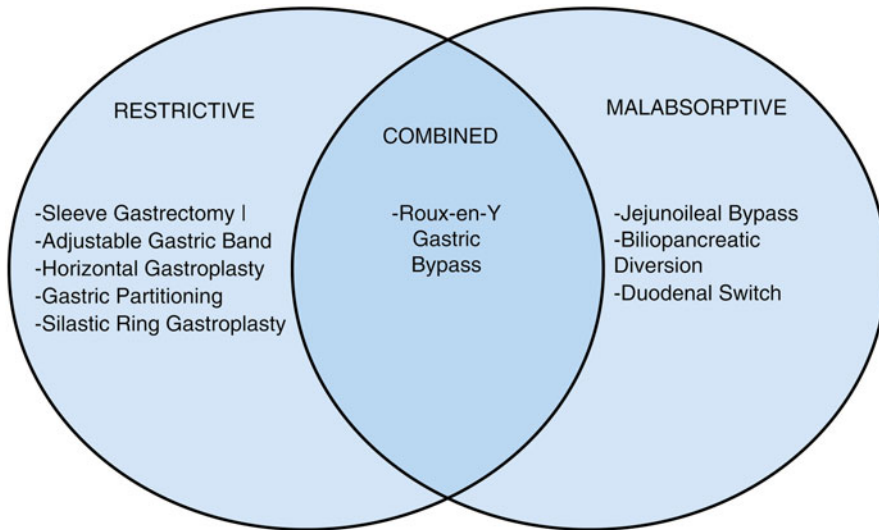 RESTRICTIVE
-Sleeve Gastrectomy |
-Adjustable Gastric Band
-Horizontal Gastroplasty
-Gastric Partitioning
-Silastic Ring Gastroplasty
COMBINED
-Roux-en-Y
Gastric
Bypass
MALABSORPTIVE
-Jejunoileal Bypass
-Biliopancreatic
Diversion
-Duodenal Switch